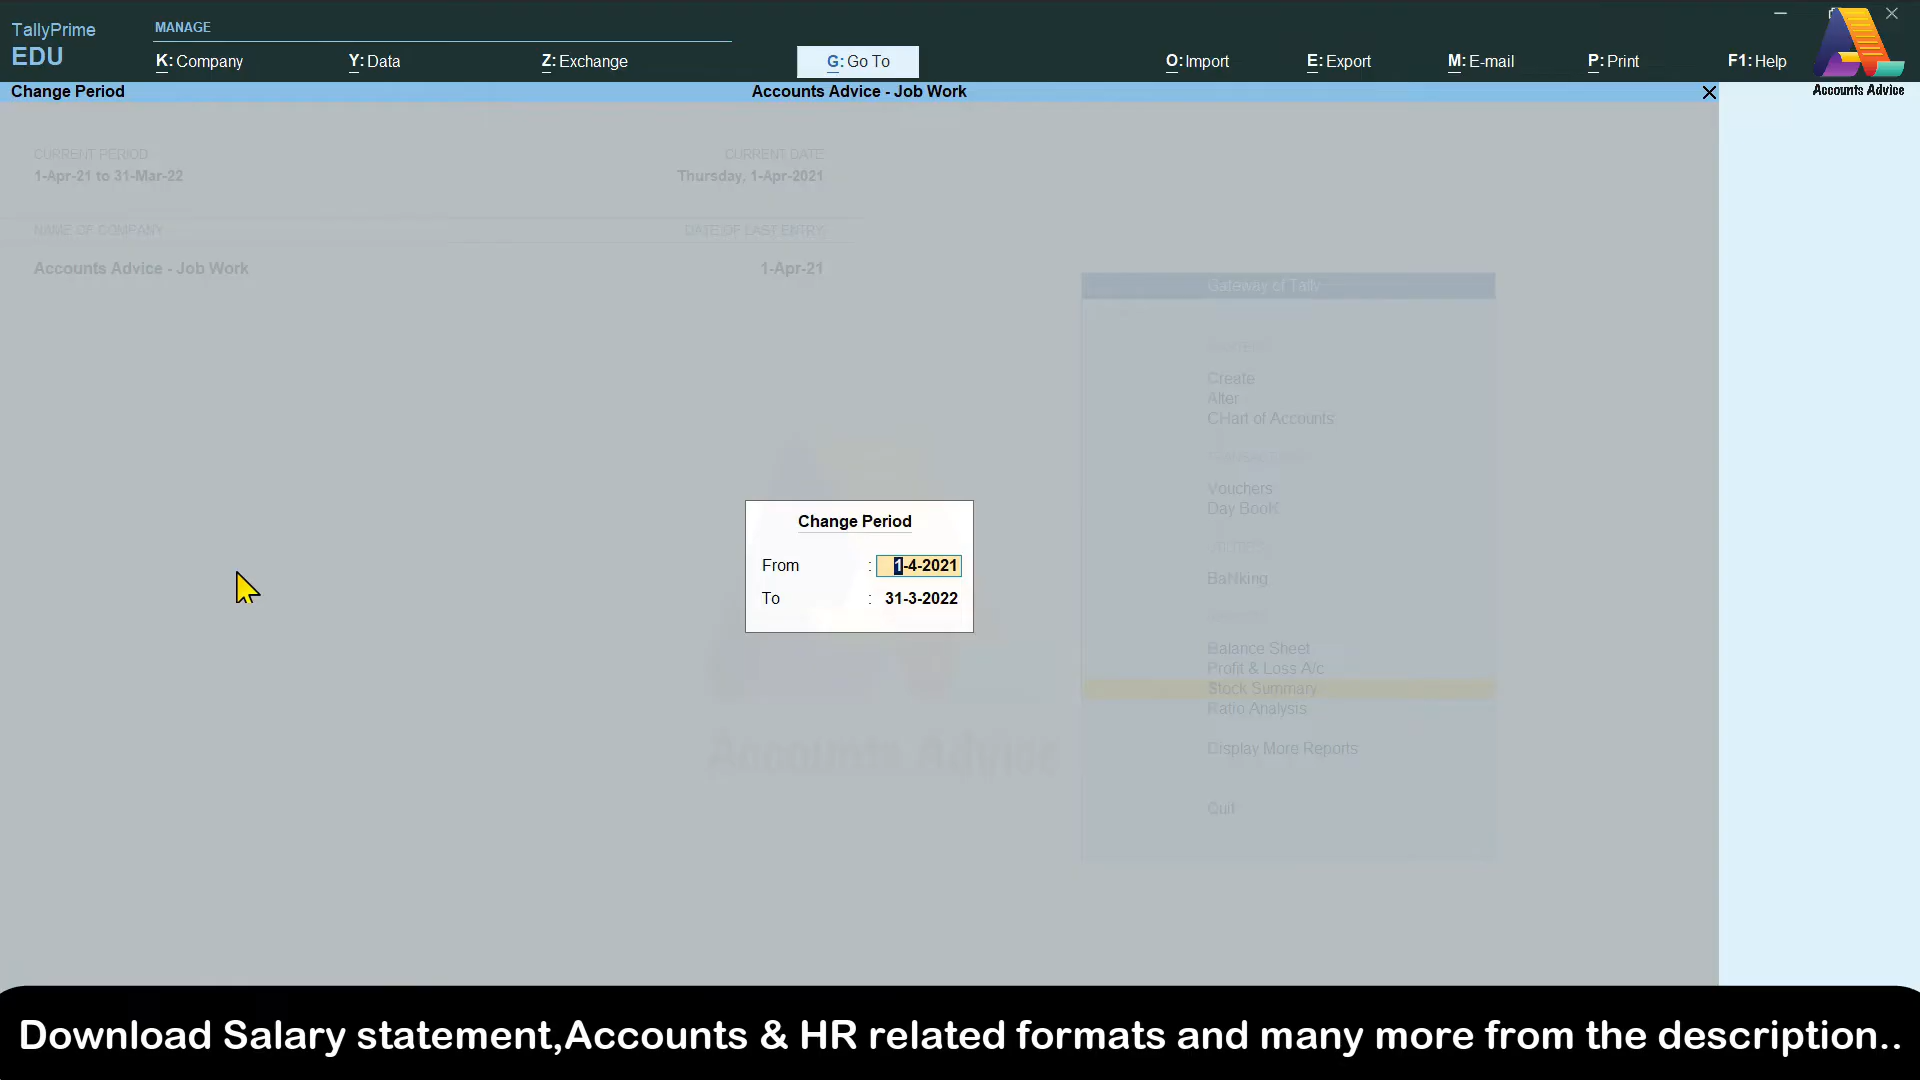 TallyPrime
EDU
MANAGE
K: Company
Y: Data
Z: Exchange
G: Go To
O: Import
E: Export
M: E-mail
P: Print
F1: Help
Accounts Advice
Change Period
Accounts Advice - Job Work
CURRENT PERIOD
CURRENT DATE
1-Apr-21 to 31-Mar-22
Thursday, 1-Apr-2021
NAME OF COMPANY
DATE OF LAST ENTRY
Accounts Advice - Job Work
1-Apr-21
Gateway of Tally
Create
Alter
CHart of Accounts
Vouchers
Day BooK
BaNking
Balance Sheet
Profit & Loss A/c
Stock Summary
Ratio Analysis
Display More Reports
Quit
Change Period
From : 1-4-2021
To : 31-3-2022
Accounts Advice
Download Salary statement,Accounts & HR related formats and many more from the description..